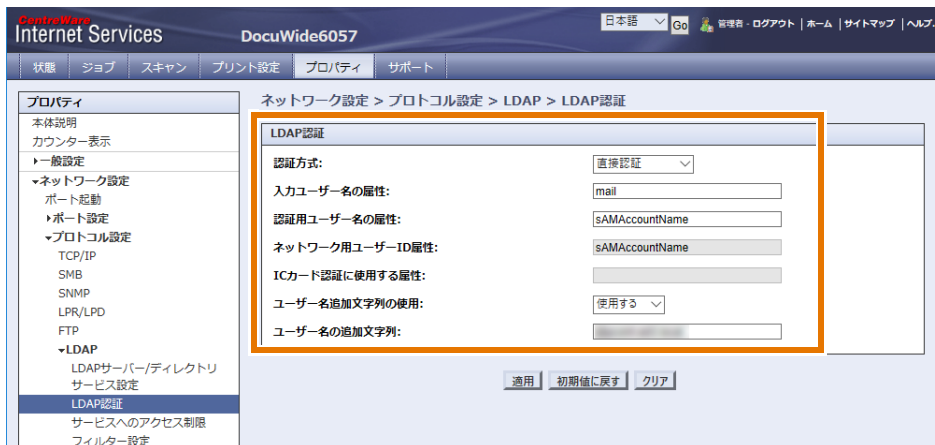 CentreWare
Internet Services
DocuWide6057
日本語
Go
管理者 - ログアウト | ホーム | サイトマップ | ヘルプ
状態
ジョブ
スキャン
プリント設定
プロパティ
サポート
プロパティ
本体説明
カウンター表示
一般設定
ネットワーク設定
ポート起動
ポート設定
プロトコル設定
TCP/IP
SMB
SNMP
LPR/LPD
FTP
LDAP
LDAPサーバー/ディレクトリ
サービス設定
LDAP認証
サービスへのアクセス制限
フィルター設定
ネットワーク設定 > プロトコル設定 > LDAP > LDAP認証
LDAP認証
認証方式: 直接認証
入力ユーザー名の属性: mail
認証用ユーザー名の属性: sAMAccountName
ネットワーク用ユーザーID属性: sAMAccountName
ICカード認証に使用する属性:
ユーザー名追加文字列の使用: 使用する
ユーザー名の追加文字列:
適用
初期値に戻す
クリア